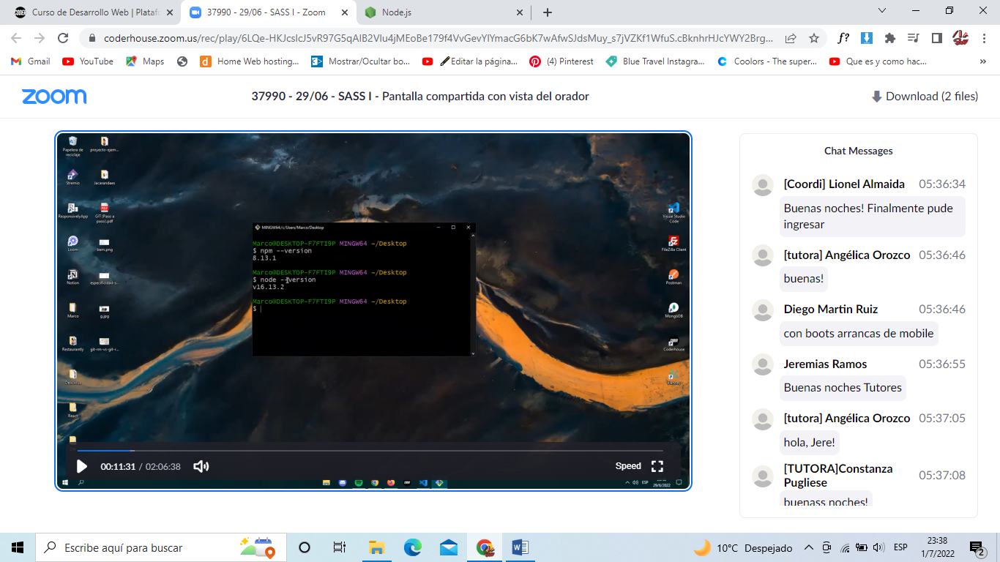 Curso de Desarrollo Web | Plataf
37990 - 29/06 - SASS I - Zoom
Node.js
coderhouse.zoom.us/rec/play/6LQe-HKJcsIcJ5vR97G5qAIB2VIu4jMEoBe179f4VvGevYlYmacG6bK7wAfwSJdsMuy_s7jVZKf1WfuS.cBknhrHJcYWY2Brg...
f?
Gmail
YouTube
Maps
Home Web hosting...
Mostrar/Ocultar bo...
Editar la página...
(4) Pinterest
Blue Travel Instagra...
Coolors - The super...
Que es y como hac...
»
zoom
37990 - 29/06 - SASS I - Pantalla compartida con vista del orador
Download (2 files)
Papelera de
reciclaje
proyecto-ejem...
Stremio
Jacarandaes
ResponsivelyApp
GIT (Paso a
paso).pdf
Loom
bem.png
Notion
especificidad-s...
Marco
g.jpg
Restaurantly
git-rm-vs-git-r...
Delicious
React
Visual Studio
Code
FileZilla Client
Postman
MongoDB
Coderhouse
MINGW64:/c/Users/Marco/Desktop
Marco@DESKTOP-F7FTI9P MINGW64 ~/Desktop
$ npm --version
8.13.1
Marco@DESKTOP-F7FTI9P MINGW64 ~/Desktop
$ node --version
v16.13.2
Marco@DESKTOP-F7FTI9P MINGW64 ~/Desktop
$
00:11:31 / 02:06:38
Speed
ESP
29/6/2022
Chat Messages
[Coordi] Lionel Almaida 05:36:34
Buenas noches! Finalmente pude
ingresar
[tutora] Angélica Orozco 05:36:46
buenas!
Diego Martin Ruiz 05:36:46
con boots arrancas de mobile
Jeremias Ramos 05:36:55
Buenas noches Tutores
[tutora] Angélica Orozco 05:37:05
hola, Jere!
[TUTORA]Constanza
Pugliese
05:37:08
buenass noches!
Escribe aquí para buscar
10°C Despejado
ESP
23:38
1/7/2022
2